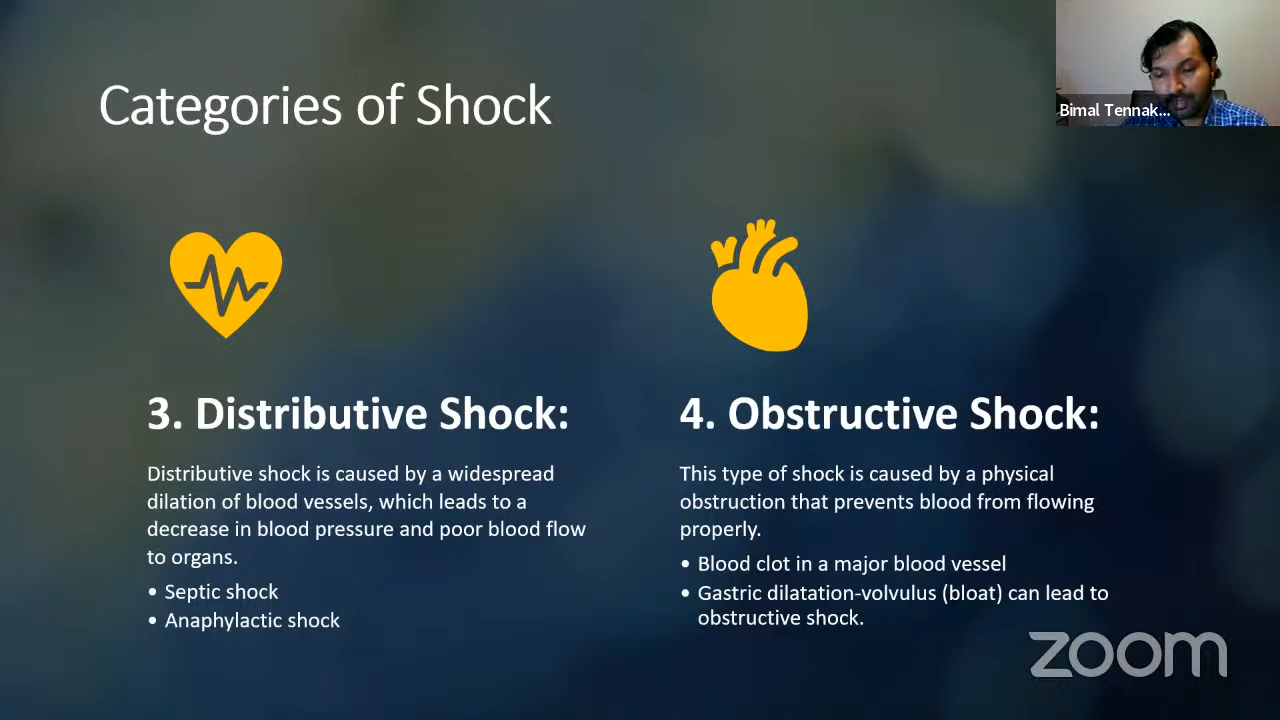 Categories of Shock
Bimal Tennak...
3. Distributive Shock:
Distributive shock is caused by a widespread
dilation of blood vessels, which leads to a
decrease in blood pressure and poor blood flow
to organs.
• Septic shock
• Anaphylactic shock
4. Obstructive Shock:
This type of shock is caused by a physical
obstruction that prevents blood from flowing
properly.
• Blood clot in a major blood vessel
• Gastric dilatation-volvulus (bloat) can lead to
obstructive shock.
zoom